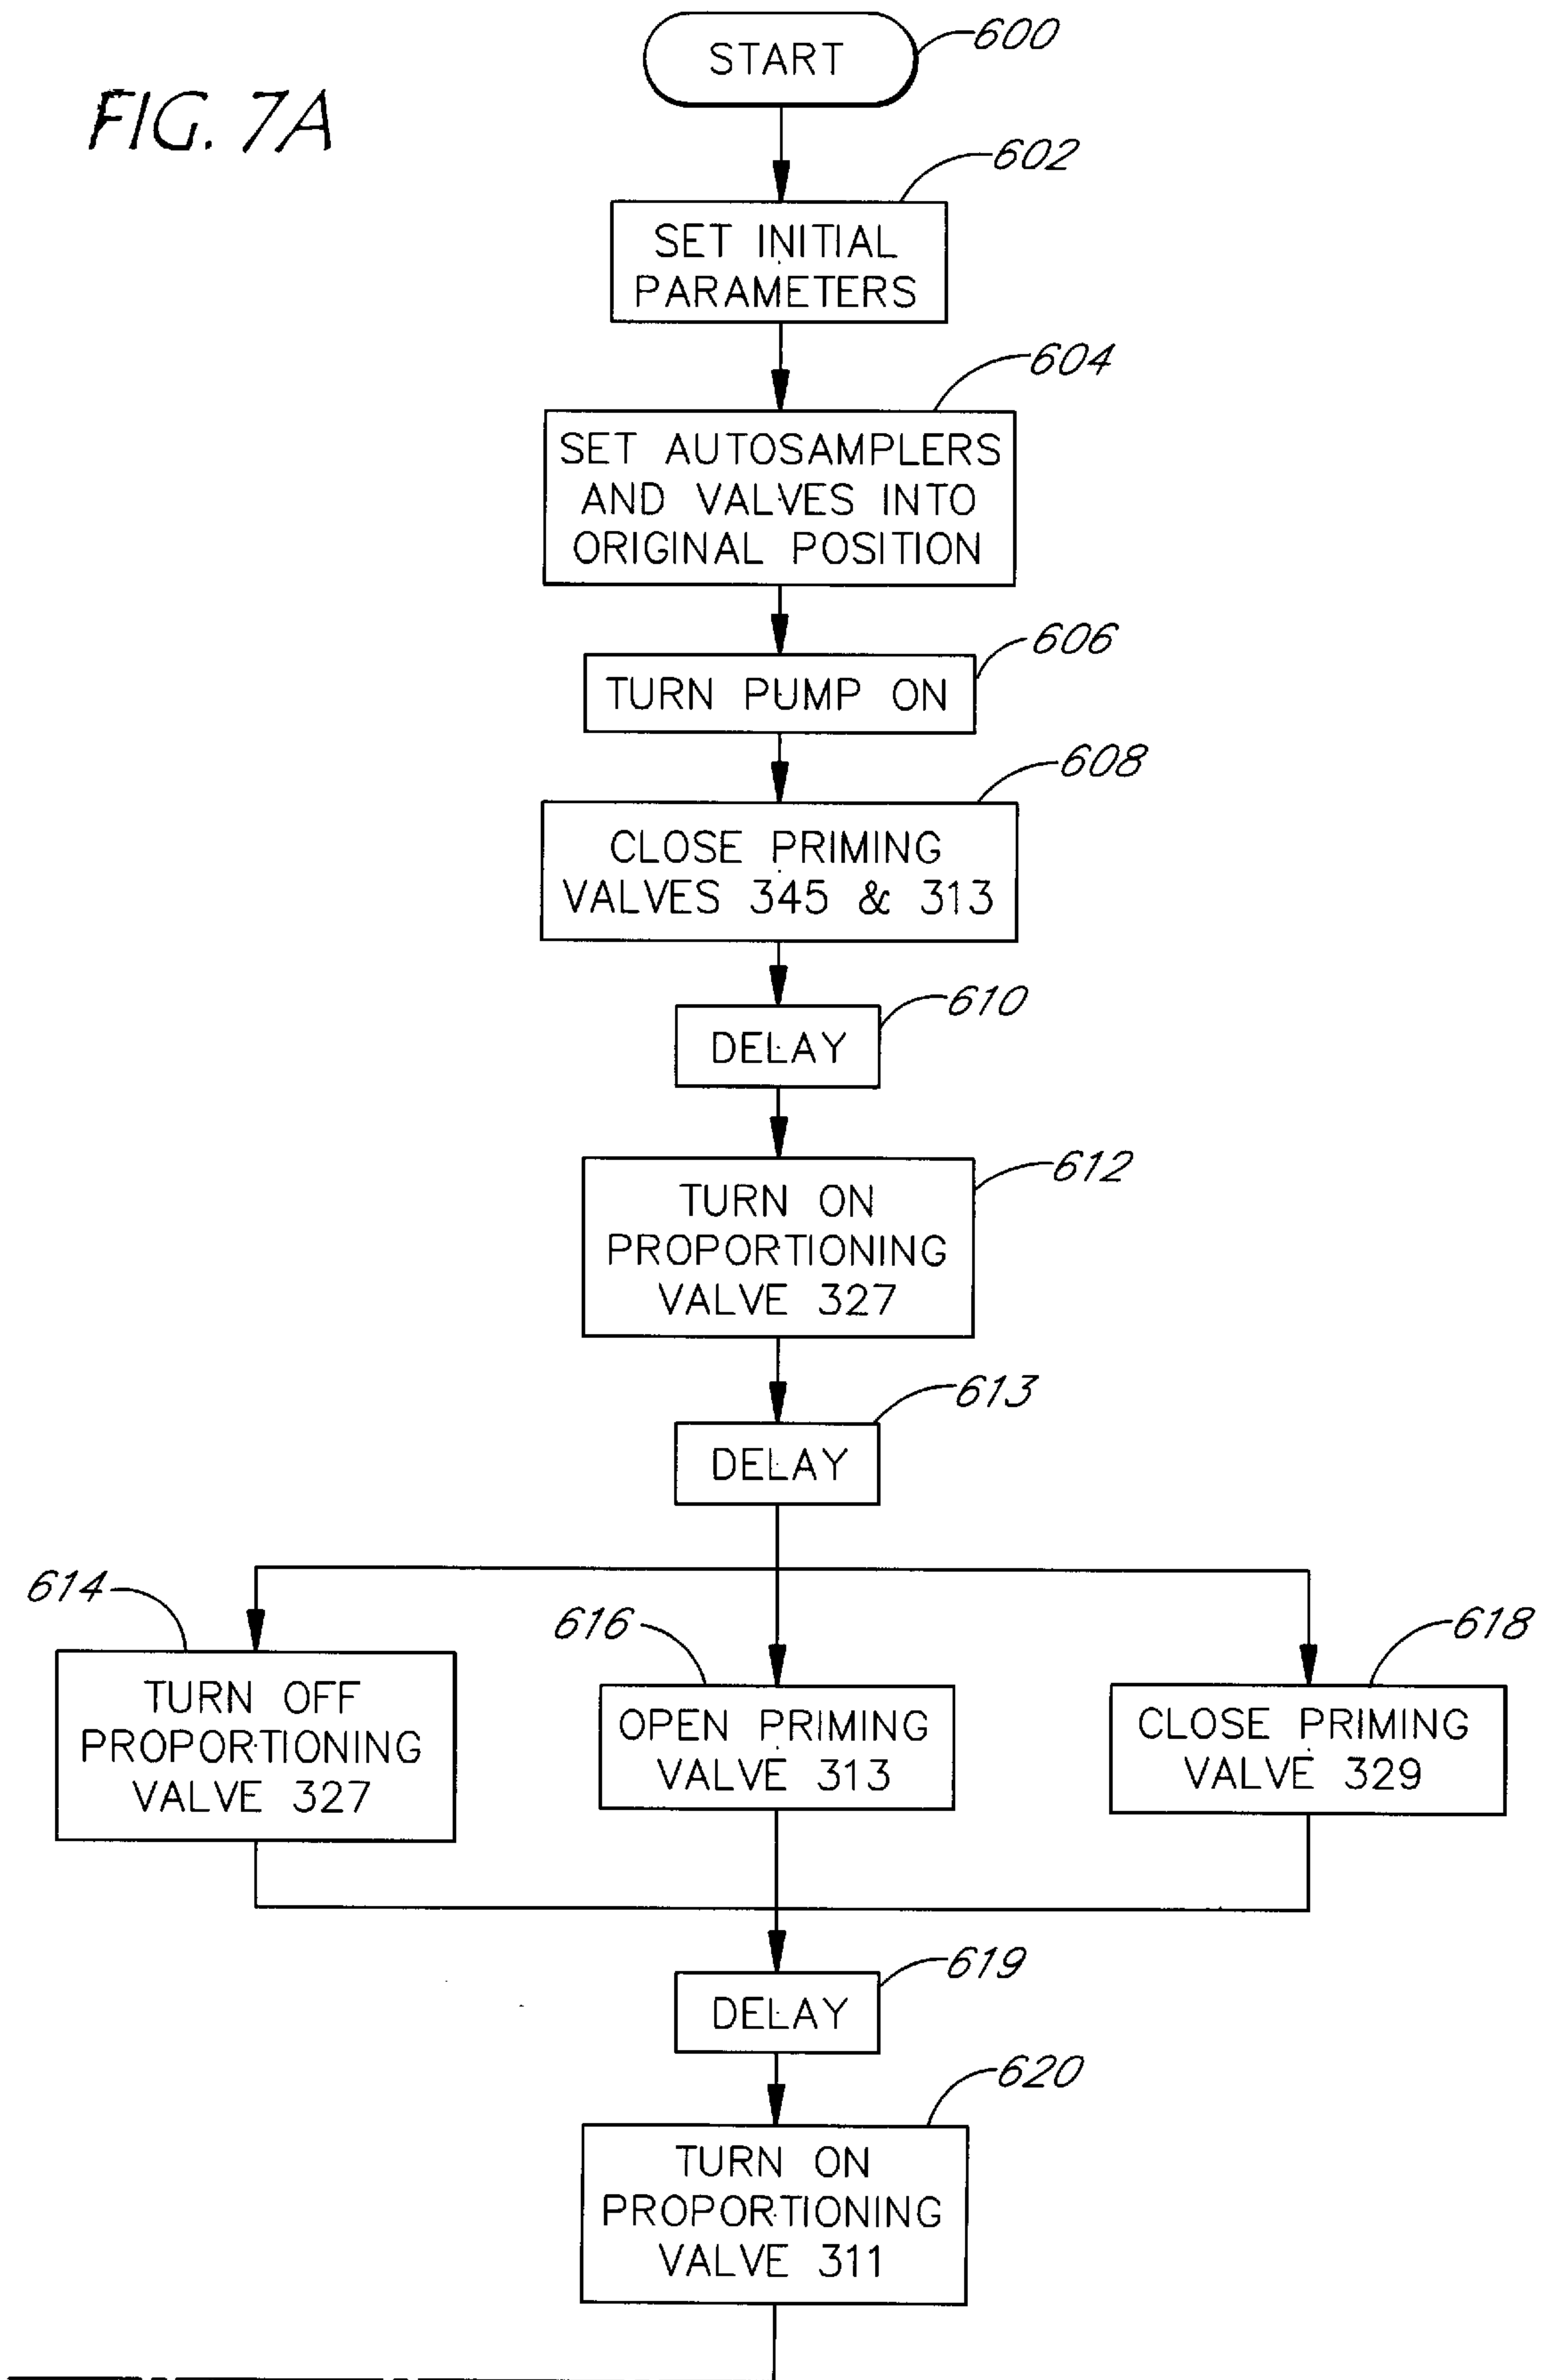 FIG. 7A
START
600
602
SET INITIAL
PARAMETERS
604
SET AUTOSAMPLERS
AND VALVES INTO
ORIGINAL POSITION
606
TURN PUMP ON
608
CLOSE PRIMING
VALVES 345 & 313
610
DELAY
612
TURN ON
PROPORTIONING
VALVE 327
613
DELAY
614
TURN OFF
PROPORTIONING
VALVE 327
616
OPEN PRIMING
VALVE 313
618
CLOSE PRIMING
VALVE 329
619
DELAY
620
TURN ON
PROPORTIONING
VALVE 311